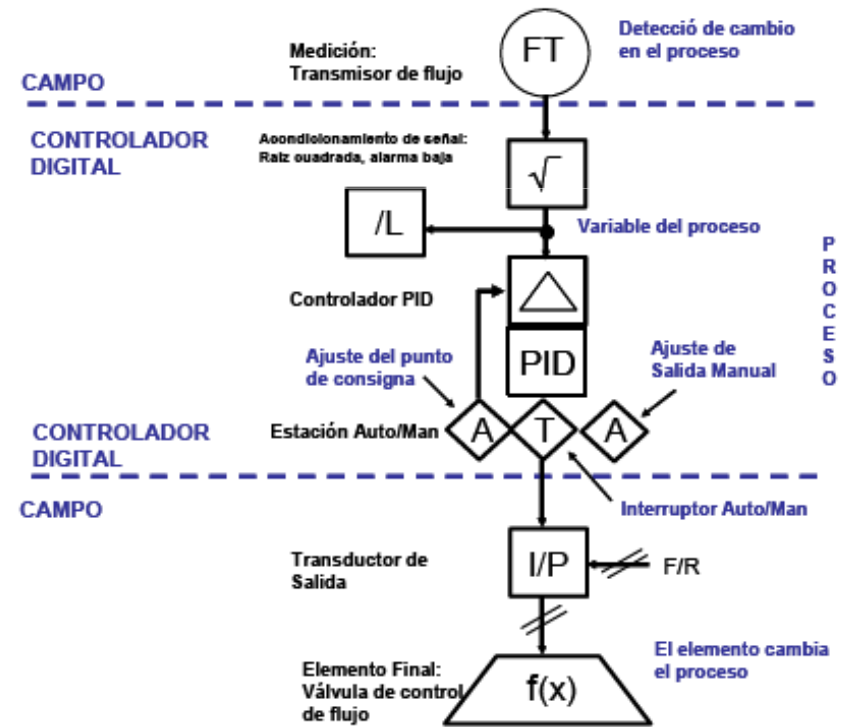 Medición:
Transmisor de flujo
FT
Detecció de cambio
en el proceso
CAMPO
CONTROLADOR
DIGITAL
Acondicionamiento de señal:
Raiz cuadrada, alarma baja
√
/L
Variable del proceso
PROCESO
Controlador PID
△
PID
Ajuste del punto
de consigna
Ajuste de
Salida Manual
Estación Auto/Man
A
T
A
CONTROLADOR
DIGITAL
CAMPO
Interruptor Auto/Man
Transductor de
Salida
I/P
F/R
Elemento Final:
Válvula de control
de flujo
f(x)
El elemento cambia
el proceso